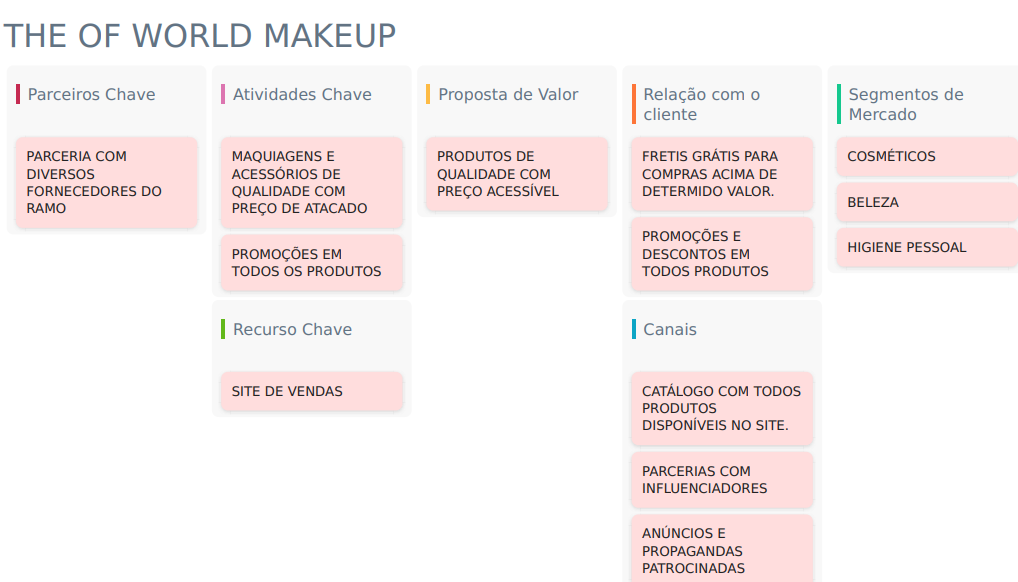 THE OF WORLD MAKEUP
Parceiros Chave
PARCERIA COM
DIVERSOS
FORNECEDORES DO
RAMO
Atividades Chave
MAQUIAGENS E
ACESSÓRIOS DE
QUALIDADE COM
PREÇO DE ATACADO
PROMOÇÕES EM
TODOS OS PRODUTOS
Recurso Chave
SITE DE VENDAS
Proposta de Valor
PRODUTOS DE
QUALIDADE COM
PREÇO ACESSÍVEL
Relação com o
cliente
FRETIS GRÁTIS PARA
COMPRAS ACIMA DE
DETERMIDO VALOR.
PROMOÇÕES E
DESCONTOS EM
TODOS PRODUTOS
Canais
CATÁLOGO COM TODOS
PRODUTOS
DISPONÍVEIS NO SITE.
PARCERIAS COM
INFLUENCIADORES
ANÚNCIOS E
PROPAGANDAS
PATROCINADAS
Segmentos de
Mercado
COSMÉTICOS
BELEZA
HIGIENE PESSOAL